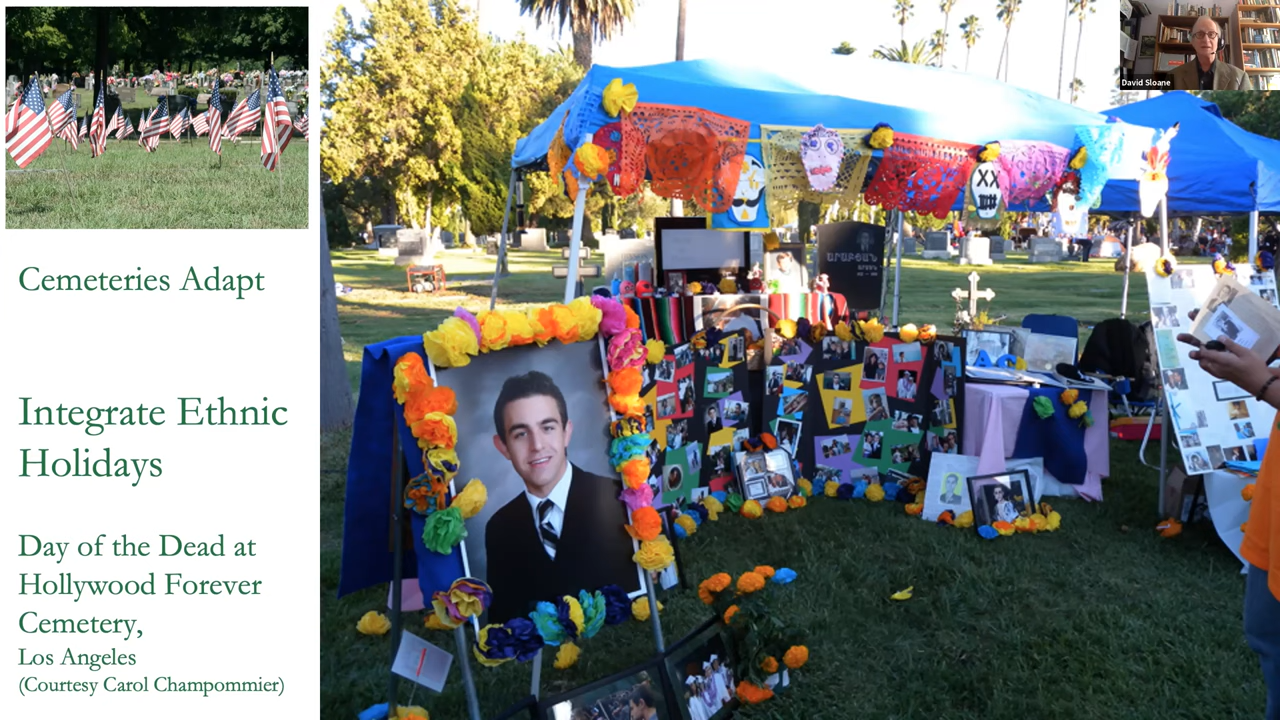 Cemeteries Adapt
Integrate Ethnic
Holidays
Day of the Dead at
Hollywood Forever
Cemetery,
Los Angeles
(Courtesy Carol Champommier)
David Sloane
XX